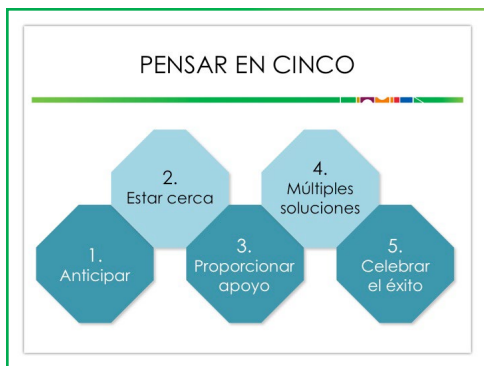 PENSAR EN CINCO
1.
Anticipar
2.
Estar cerca
3.
Proporcionar
apoyo
4.
Múltiples
soluciones
5.
Celebrar
el éxito